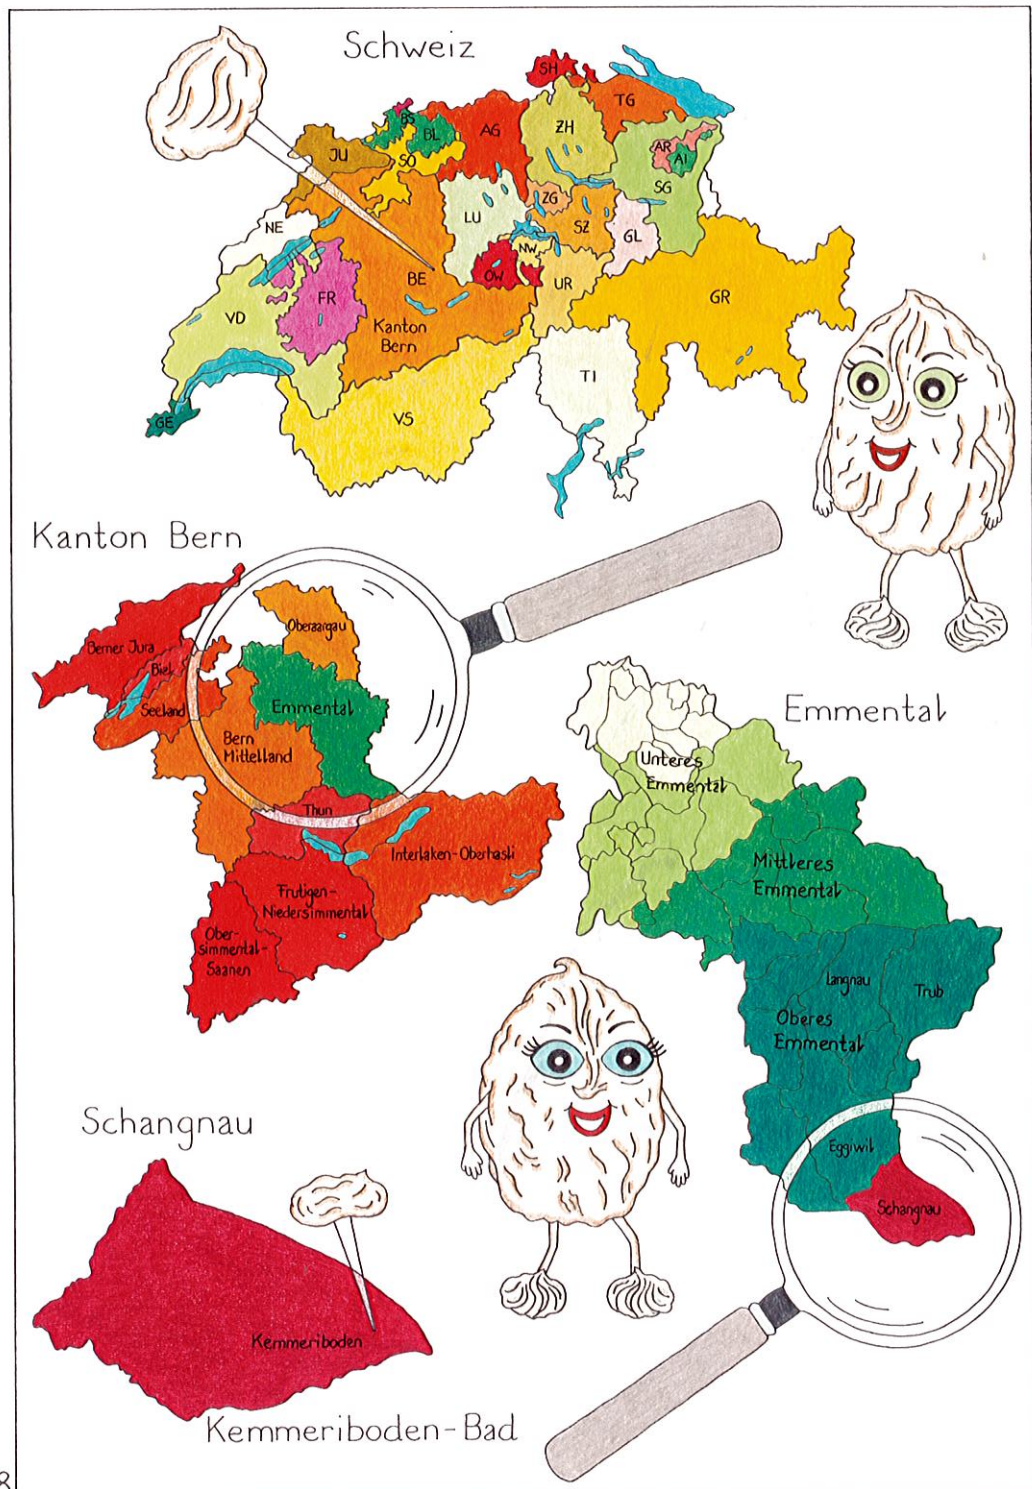 Schweiz
SH
TG
BS
BL
AG
ZH
AR
AI
JU
SO
SG
ZG
LU
SZ
NE
NW
GL
OW
UR
BE
FR
GR
VD
Kanton
Bern
TI
VS
GE
Kanton Bern
Oberaargau
Berner Jura
Biel
Seeland
Emmental
Bern
Mittelland
Thun
Interlaken-Oberhasli
Frutigen-
Niedersimmental
Ober-
simmental-
Saanen
Emmental
Unteres
Emmental
Mittleres
Emmental
Langnau
Trub
Oberes
Emmental
Eggiwil
Schangnau
Schangnau
Kemmeriboden
Kemmeriboden-Bad
8